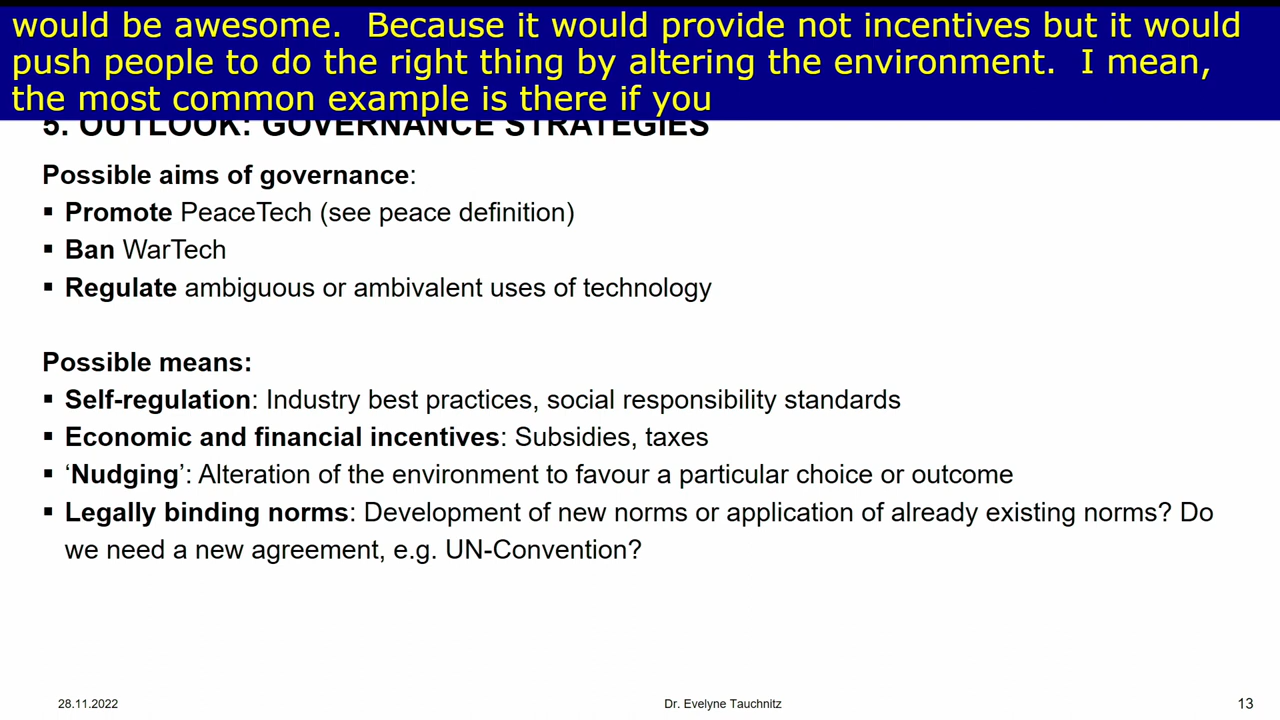 would be awesome.  Because it would provide not incentives but it would
push people to do the right thing by altering the environment.  I mean,
the most common example is there if you
5. OUTLOOK: GOVERNANCE STRATEGIES
Possible aims of governance:
▪ Promote PeaceTech (see peace definition)
▪ Ban WarTech
▪ Regulate ambiguous or ambivalent uses of technology
Possible means:
▪ Self-regulation: Industry best practices, social responsibility standards
▪ Economic and financial incentives: Subsidies, taxes
▪ ‘Nudging’: Alteration of the environment to favour a particular choice or outcome
▪ Legally binding norms: Development of new norms or application of already existing norms? Do
we need a new agreement, e.g. UN-Convention?
28.11.2022 Dr. Evelyne Tauchnitz 13